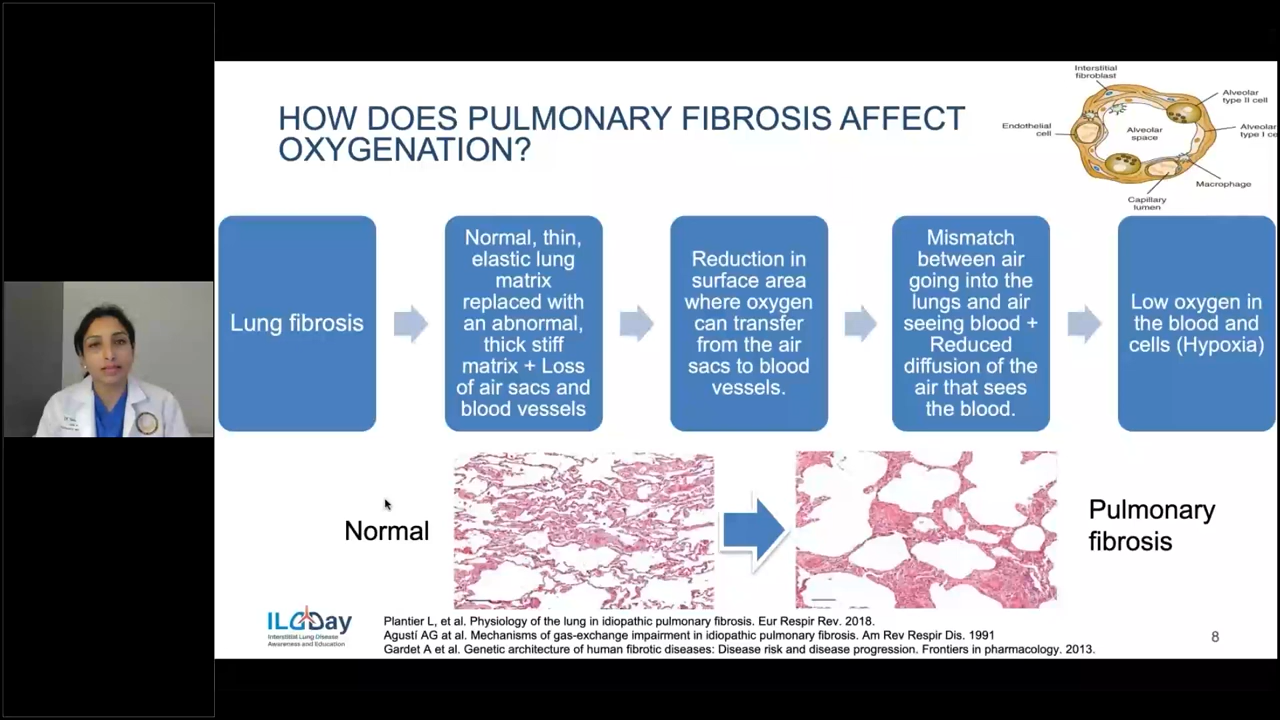 HOW DOES PULMONARY FIBROSIS AFFECT
OXYGENATION?
Interstitial
fibroblast
Alveolar
type II cell
Endothelial
cell
Alveolar
space
Alveolar
type I ce
Macrophage
Capillary
lumen
Lung fibrosis
Normal, thin,
elastic lung
matrix
replaced with
an abnormal,
thick stiff
matrix + Loss
of air sacs and
blood vessels
Reduction in
surface area
where oxygen
can transfer
from the air
sacs to blood
vessels.
Mismatch
between air
going into the
lungs and air
seeing blood +
Reduced
diffusion of the
air that sees
the blood.
Low oxygen in
the blood and
cells (Hypoxia)
Normal
Pulmonary
fibrosis
ILDDay
Interstitial Lung Disease
Awareness and Education
Plantier L, et al. Physiology of the lung in idiopathic pulmonary fibrosis. Eur Respir Rev. 2018.
Agustí AG at al. Mechanisms of gas-exchange impairment in idiopathic pulmonary fibrosis. Am Rev Respir Dis. 1991
Gardet A et al. Genetic architecture of human fibrotic diseases: Disease risk and disease progression. Frontiers in pharmacology. 2013.
8